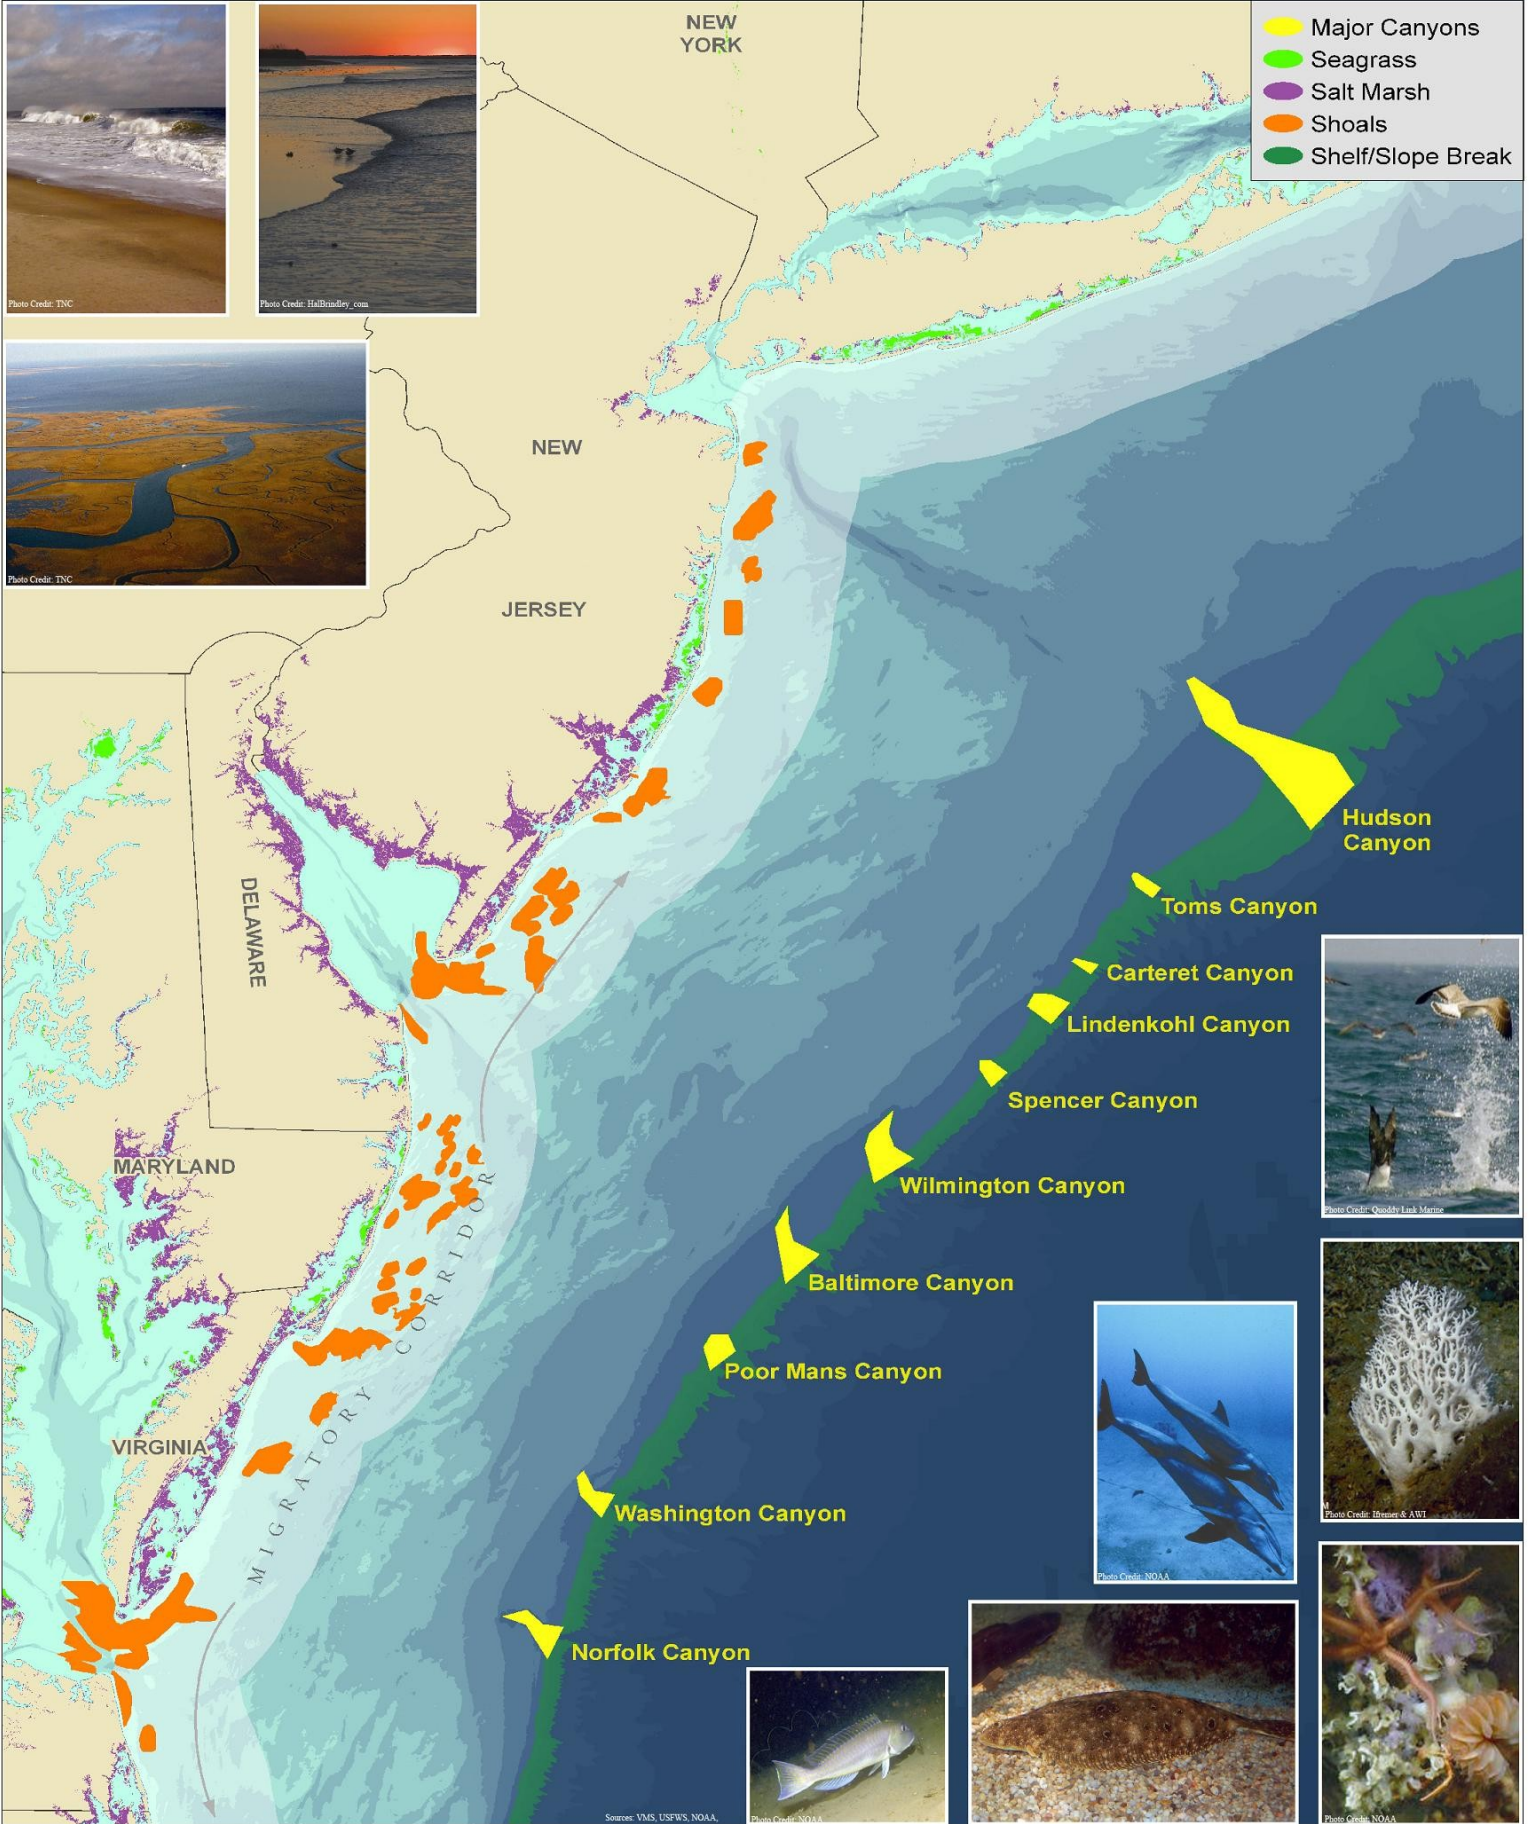 NEW
YORK
Major Canyons
Seagrass
Salt Marsh
Shoals
Shelf/Slope Break
Photo Credit: TNC
Photo Credit: HalBrindley_com
NEW
Photo Credit: TNC
JERSEY
Hudson
Canyon
DELAWARE
Toms Canyon
Carteret Canyon
Lindenkohl Canyon
Spencer Canyon
MARYLAND
Wilmington Canyon
Photo Credit: Quoddy Link Marine
Baltimore Canyon
MIGRATORY CORRIDOR
Poor Mans Canyon
VIRGINIA
Washington Canyon
M
Photo Credit: Ifremer & AWI
Photo Credit: NOAA
Norfolk Canyon
Sources: VMS, USFWS, NOAA,
Photo Credit: NOAA
Photo Credit: NOAA